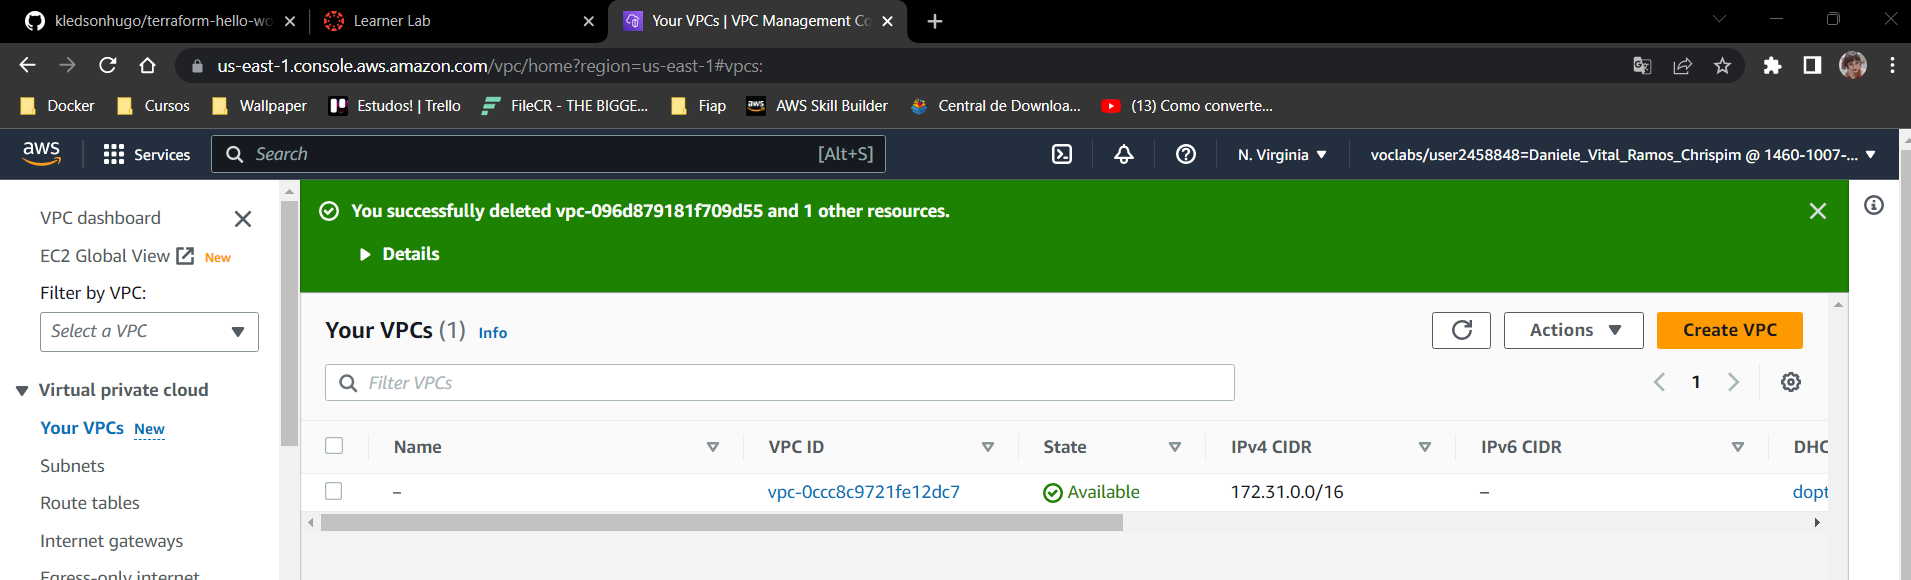 kledsonhugo/terraform-hello-wo
Learner Lab
Your VPCs | VPC Management Co
us-east-1.console.aws.amazon.com/vpc/home?region=us-east-1#vpcs:
Docker
Cursos
Wallpaper
Estudos! | Trello
FileCR - THE BIGGE...
Fiap
aws
AWS Skill Builder
Central de Downloa...
(13) Como converte...
aws
Services
Search
[Alt+S]
N. Virginia
voclabs/user2458848=Daniele_Vital_Ramos_Chrispim @ 1460-1007-...
VPC dashboard
EC2 Global View New
Filter by VPC:
Select a VPC
Virtual private cloud
Your VPCs New
Subnets
Route tables
Internet gateways
Egress-only internet
You successfully deleted vpc-096d879181f709d55 and 1 other resources.
Details
Your VPCs (1) Info
Actions
Create VPC
Filter VPCs
1
Name VPC ID State IPv4 CIDR IPv6 CIDR DHC
– vpc-0ccc8c9721fe12dc7 Available 172.31.0.0/16 – dopt